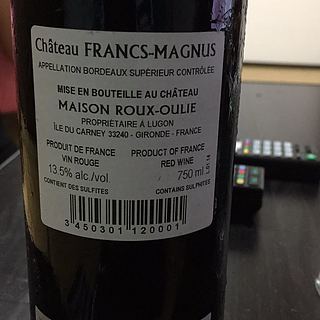 Château FRANCS-MAGNUS
APPELLATION BORDEAUX SUPÉRIEUR CONTRÔLÉE
MISE EN BOUTEILLE AU CHÂTEAU
MAISON ROUX-OULIE
PROPRIÉTAIRE À LUGON
ÎLE DU CARNEY 33240 - GIRONDE - FRANCE
PRODUIT DE FRANCE PRODUCT OF FRANCE
VIN ROUGE RED WINE
13.5% alc./vol. 750 ml
CONTIENT DES SULFITES CONTAINS SULPHITES
3 450301 120001